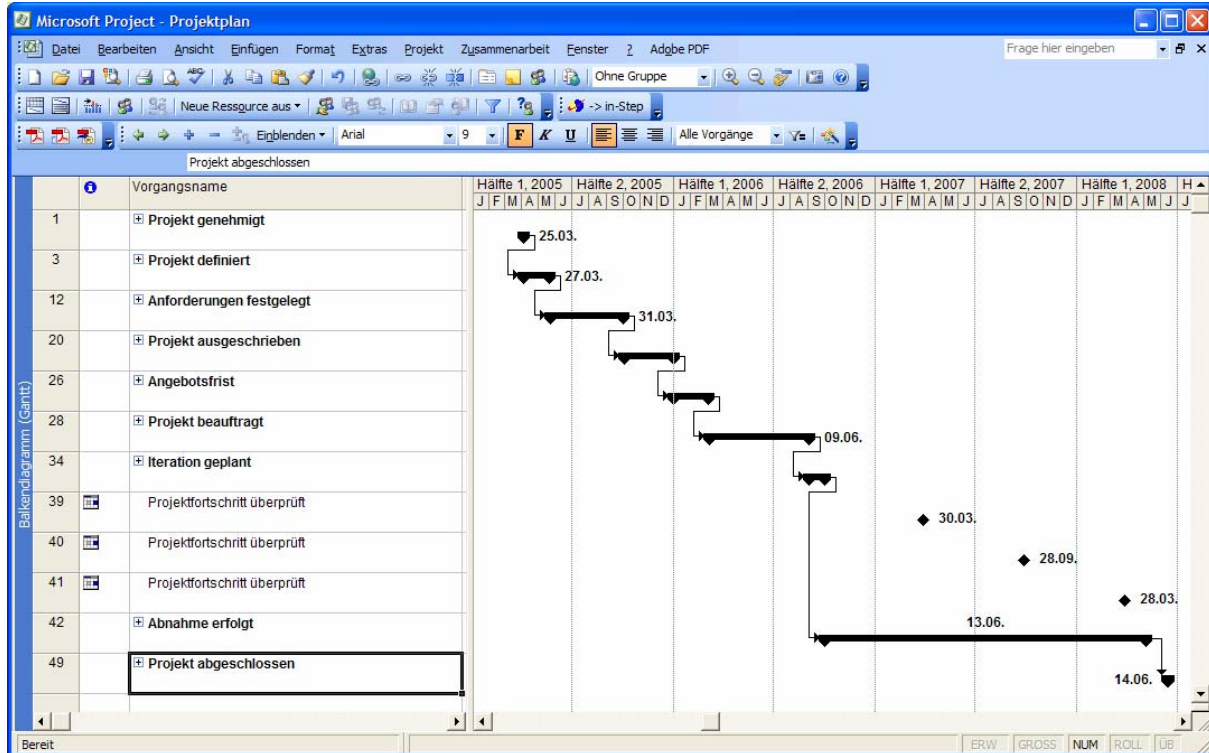 Microsoft Project - Projektplan
Datei Bearbeiten Ansicht Einfügen Format Extras Projekt Zusammenarbeit Fenster ? Adobe PDF Frage hier eingeben
Ohne Gruppe
Neue Ressource aus -> in-Step
Einblenden Arial 9 F K U Alle Vorgänge
Projekt abgeschlossen
Vorgangsname Hälfte 1, 2005 Hälfte 2, 2005 Hälfte 1, 2006 Hälfte 2, 2006 Hälfte 1, 2007 Hälfte 2, 2007 Hälfte 1, 2008 H
J F M A M J J A S O N D J F M A M J J A S O N D J F M A M J J A S O N D J F M A M J J
1 Projekt genehmigt 25.03.
3 Projekt definiert 27.03.
12 Anforderungen festgelegt 31.03.
20 Projekt ausgeschrieben
26 Angebotsfrist
28 Projekt beauftragt 09.06.
34 Iteration geplant
39 Projektfortschritt überprüft 30.03.
40 Projektfortschritt überprüft 28.09.
41 Projektfortschritt überprüft 28.03.
42 Abnahme erfolgt 13.06.
49 Projekt abgeschlossen 14.06.
Balkendiagramm (Gantt)
Bereit ERW GROSS NUM ROLL ÜB